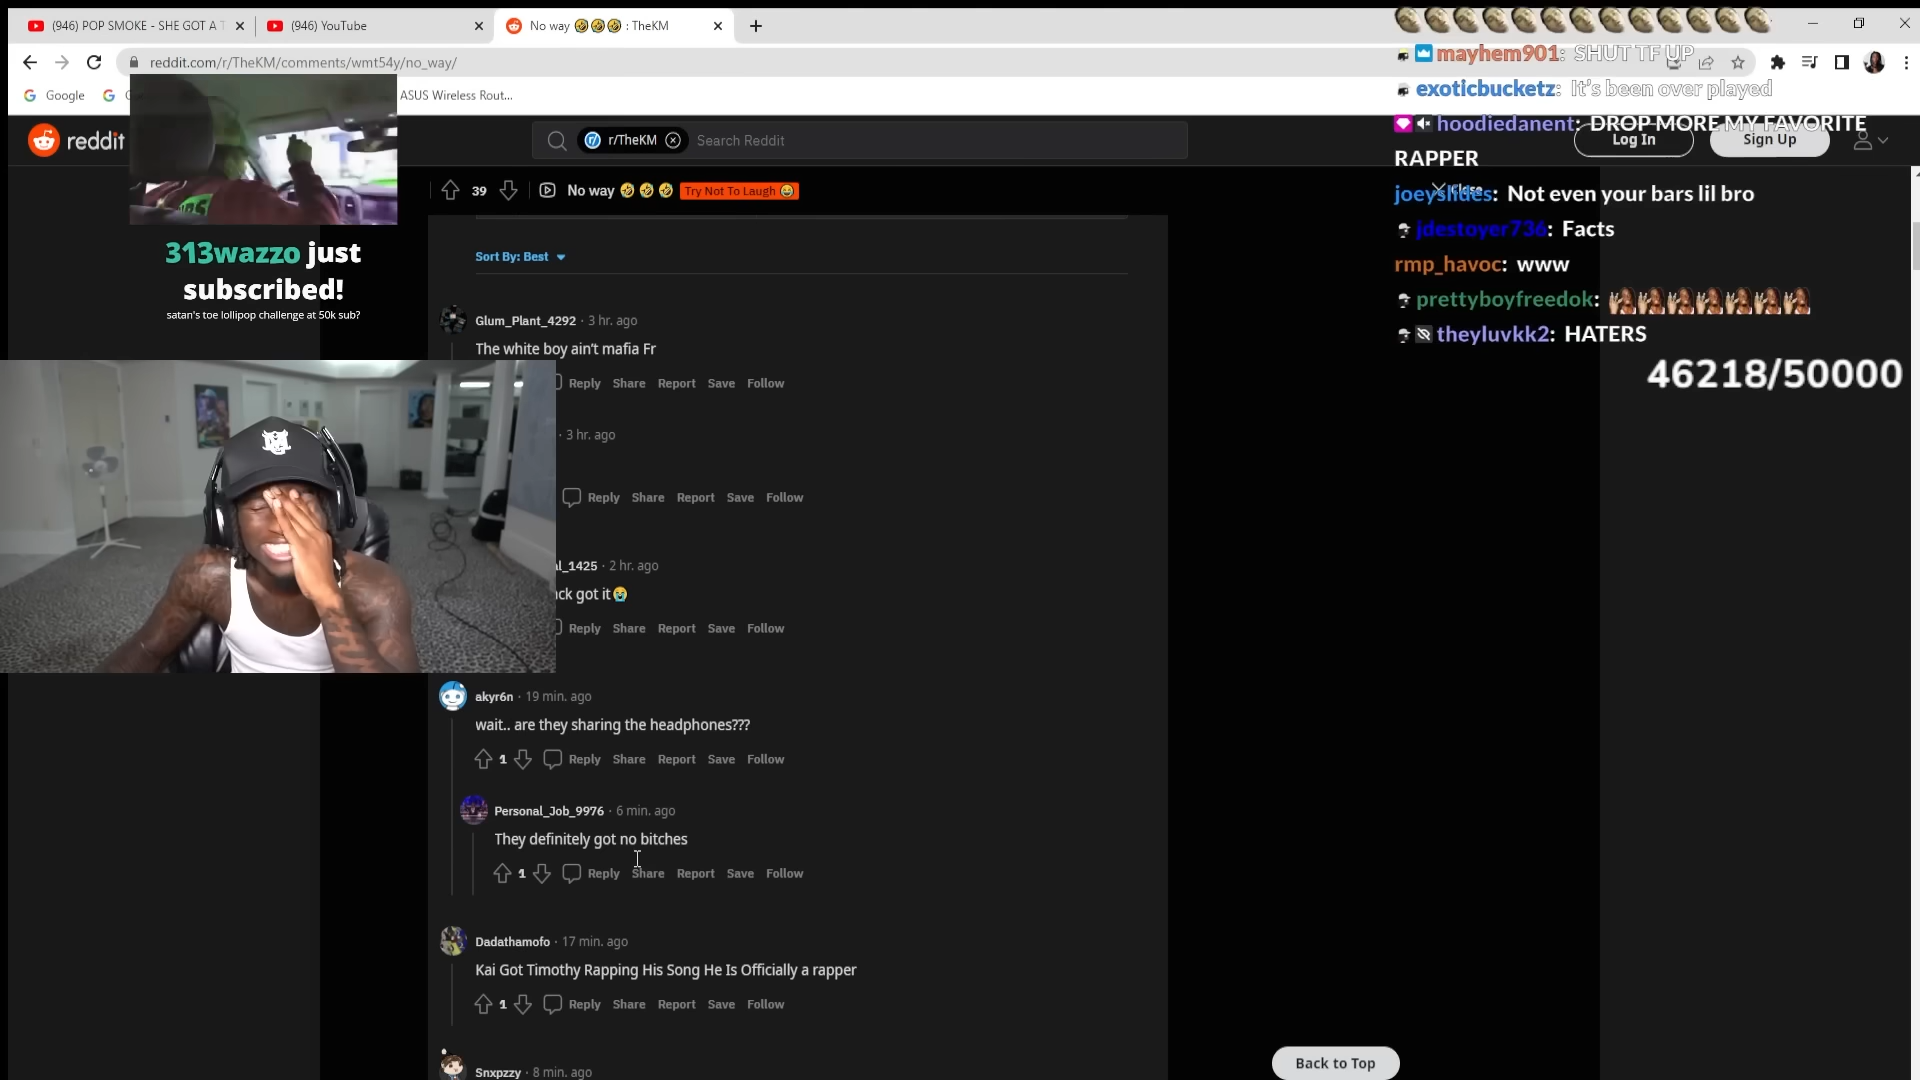 (946) POP SMOKE - SHE GOT A T
(946) YouTube
No way 🤣🤣🤣 : TheKM
reddit.com/r/TheKM/comments/wmt54y/no_way/
Google
G
ASUS Wireless Rout...
reddit
r/TheKM
Search Reddit
Log In
Sign Up
39
No way 🤣 🤣 🤣
Try Not To Laugh 😆
Close
313wazzo just
subscribed!
satan's toe lollipop challenge at 50k sub?
mayhem901: SHUT TF UP
exoticbucketz: It's been over played
hoodiedanent: DROP MORE MY FAVORITE
RAPPER
joeyslides: Not even your bars lil bro
jdestoyer736: Facts
rmp_havoc: www
prettyboyfreedok:
theyluvkk2: HATERS
46218/50000
Sort By: Best
Glum_Plant_4292 · 3 hr. ago
The white boy ain't mafia Fr
Reply Share Report Save Follow
· 3 hr. ago
Reply Share Report Save Follow
l_1425 · 2 hr. ago
ck got it😭
Reply Share Report Save Follow
akyr6n · 19 min. ago
wait.. are they sharing the headphones???
1 Reply Share Report Save Follow
Personal_Job_9976 · 6 min. ago
They definitely got no bitches
1 Reply Share Report Save Follow
Dadathamofo · 17 min. ago
Kai Got Timothy Rapping His Song He Is Officially a rapper
1 Reply Share Report Save Follow
Snxpzzy · 8 min. ago
Back to Top